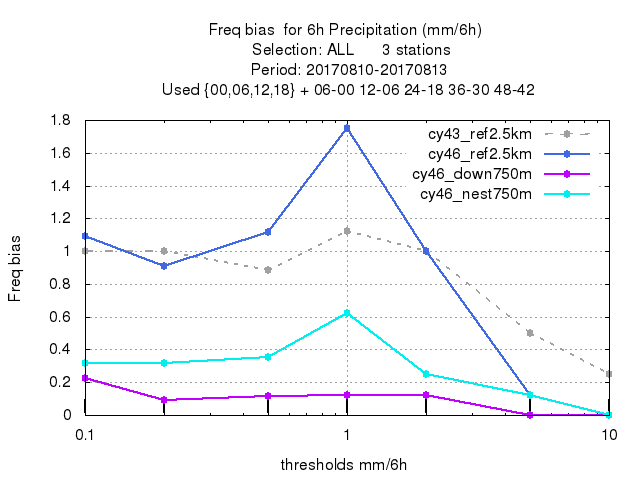 Freq bias  for 6h Precipitation (mm/6h)
Selection: ALL      3 stations
Period: 20170810-20170813
Used {00,06,12,18} + 06-00 12-06 24-18 36-30 48-42
cy43_ref2.5km
cy46_ref2.5km
cy46_down750m
cy46_nest750m
1.8
1.6
1.4
1.2
1
0.8
0.6
0.4
0.2
0
Freq bias
0.1 1 10
thresholds mm/6h